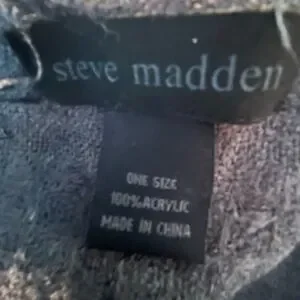 steve madden
ONE SIZE
100% ACRYLIC
MADE IN CHINA